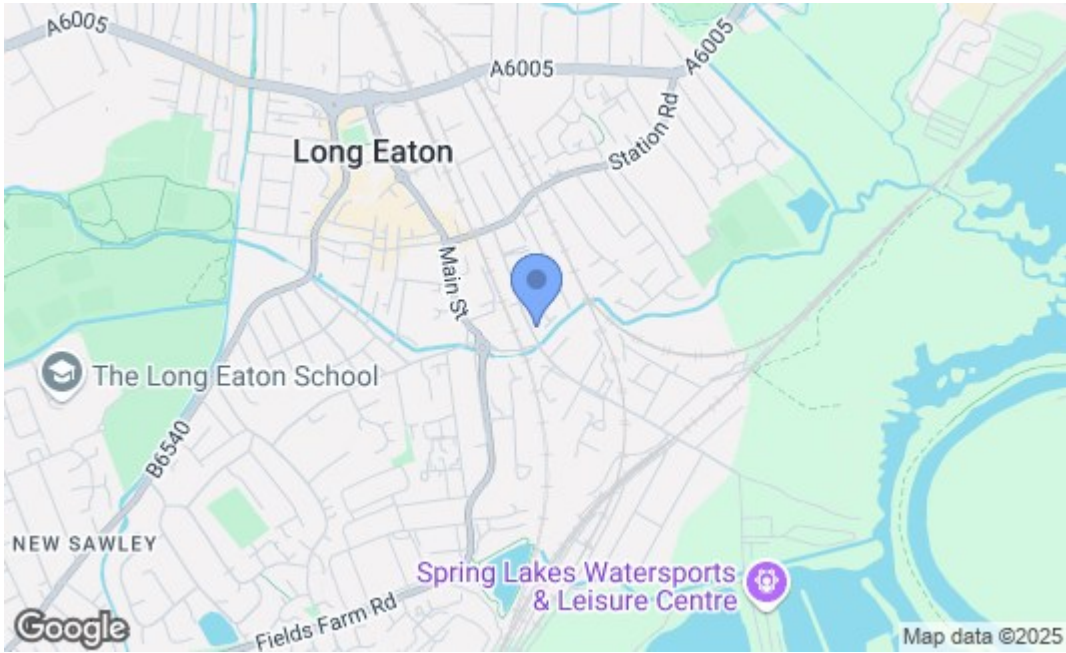 A6005
A6005
A6005
Long Eaton
Station Rd
Main St
The Long Eaton School
B6540
NEW SAWLEY
Spring Lakes Watersports
& Leisure Centre
Fields Farm Rd
Google
Map data ©2025